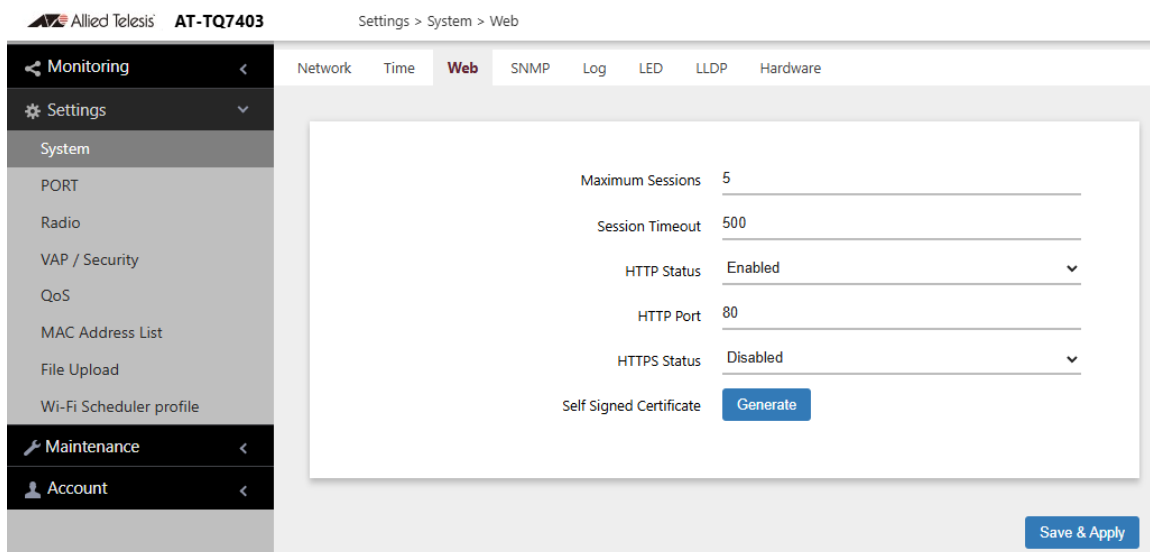 Allied Telesis AT-TQ7403 Settings > System > Web
Monitoring
Network Time Web SNMP Log LED LLDP Hardware
Settings
System
PORT
Radio
VAP / Security
QoS
MAC Address List
File Upload
Wi-Fi Scheduler profile
Maintenance
Account
Maximum Sessions 5
Session Timeout 500
HTTP Status Enabled
HTTP Port 80
HTTPS Status Disabled
Self Signed Certificate Generate
Save & Apply